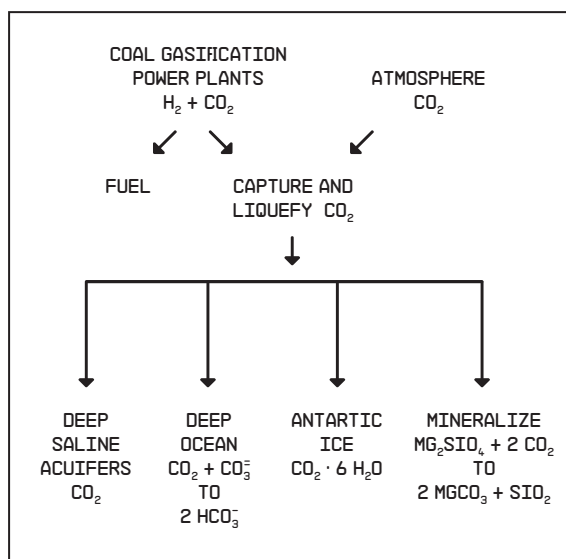 COAL GASIFICATION
POWER PLANTS
H₂ + CO₂
ATMOSPHERE
CO₂
FUEL
CAPTURE AND
LIQUEFY CO₂
DEEP
SALINE
ACUIFERS
CO₂
DEEP
OCEAN
CO₂ + CO₃⁼
TO
2 HCO₃⁻
ANTARTIC
ICE
CO₂ · 6 H₂O
MINERALIZE
MG₂SIO₄ + 2 CO₂
TO
2 MGCO₃ + SIO₂